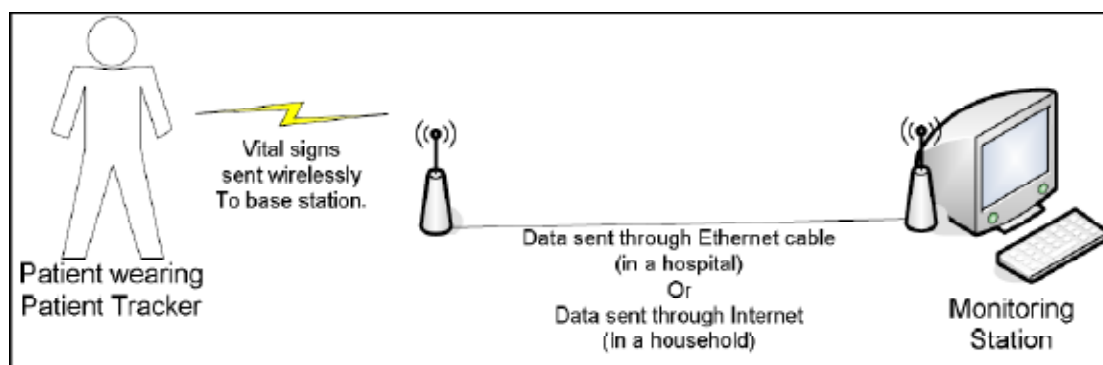 Vital signs
sent wirelessly
To base station.
Patient wearing
Patient Tracker
Data sent through Ethernet cable
(in a hospital)
Or
Data sent through Internet
(In a household)
Monitoring
Station